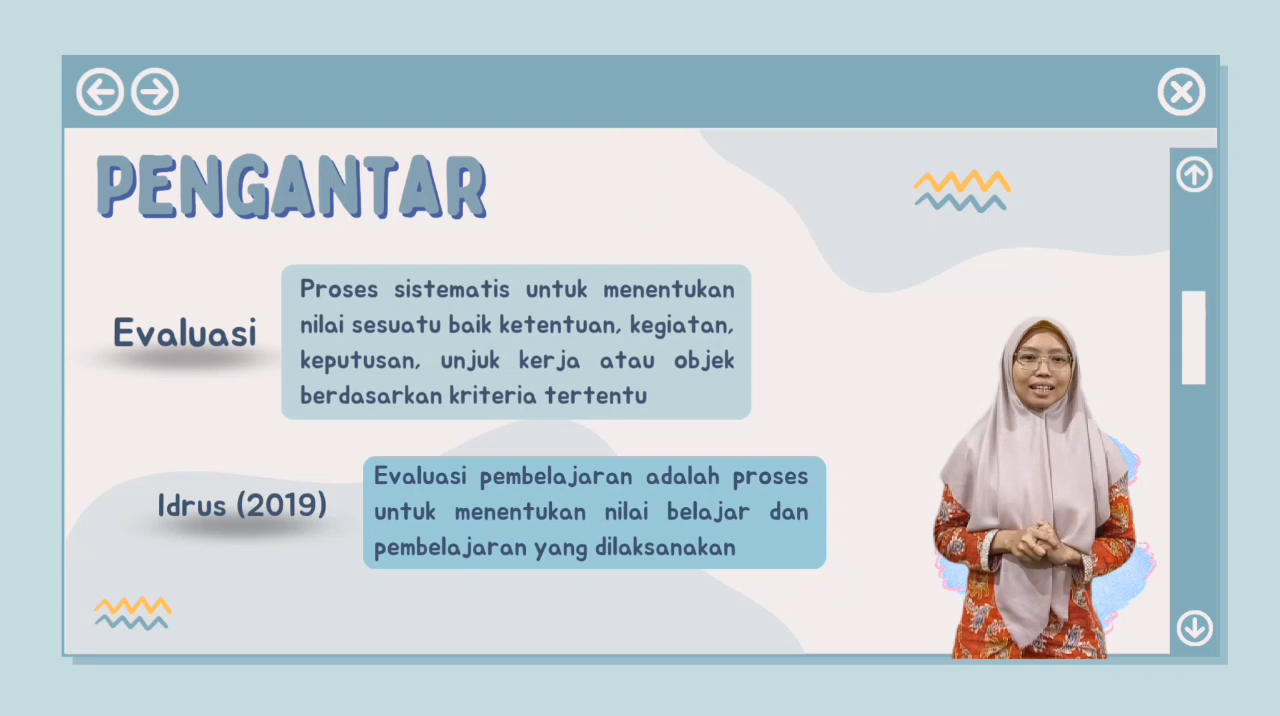 PENGANTAR
Evaluasi
Proses sistematis untuk menentukan
nilai sesuatu baik ketentuan, kegiatan,
keputusan, unjuk kerja atau objek
berdasarkan kriteria tertentu
Idrus (2019)
Evaluasi pembelajaran adalah proses
untuk menentukan nilai belajar dan
pembelajaran yang dilaksanakan